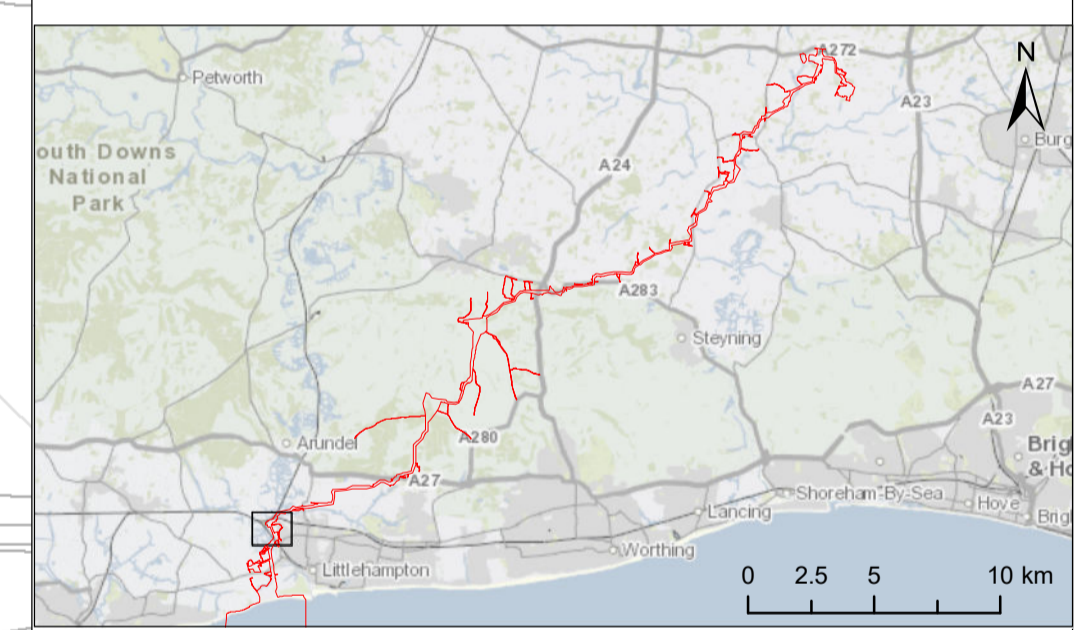 A272
N
Petworth
A23
Burg
outh Downs
National
Park
A24
A283
Steyning
A27
A23
Arundel
A280
Brig
& Ho
A27
Shoreham-By-Sea
Hove
Brig
Lancing
Worthing
Littlehampton
0 2.5 5 10 km